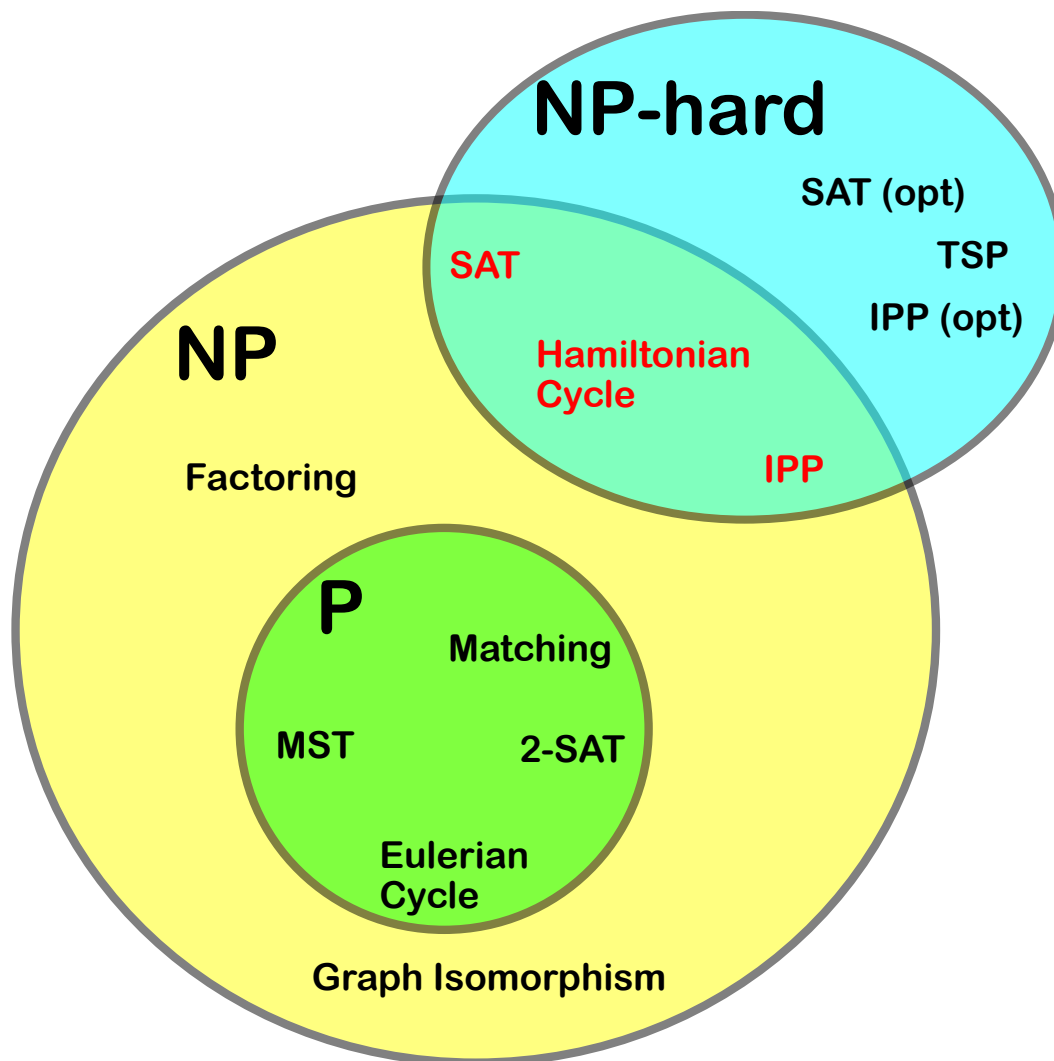 NP-hard
SAT (opt)
TSP
IPP (opt)
SAT
Hamiltonian
Cycle
IPP
NP
Factoring
P
Matching
MST
2-SAT
Eulerian
Cycle
Graph Isomorphism